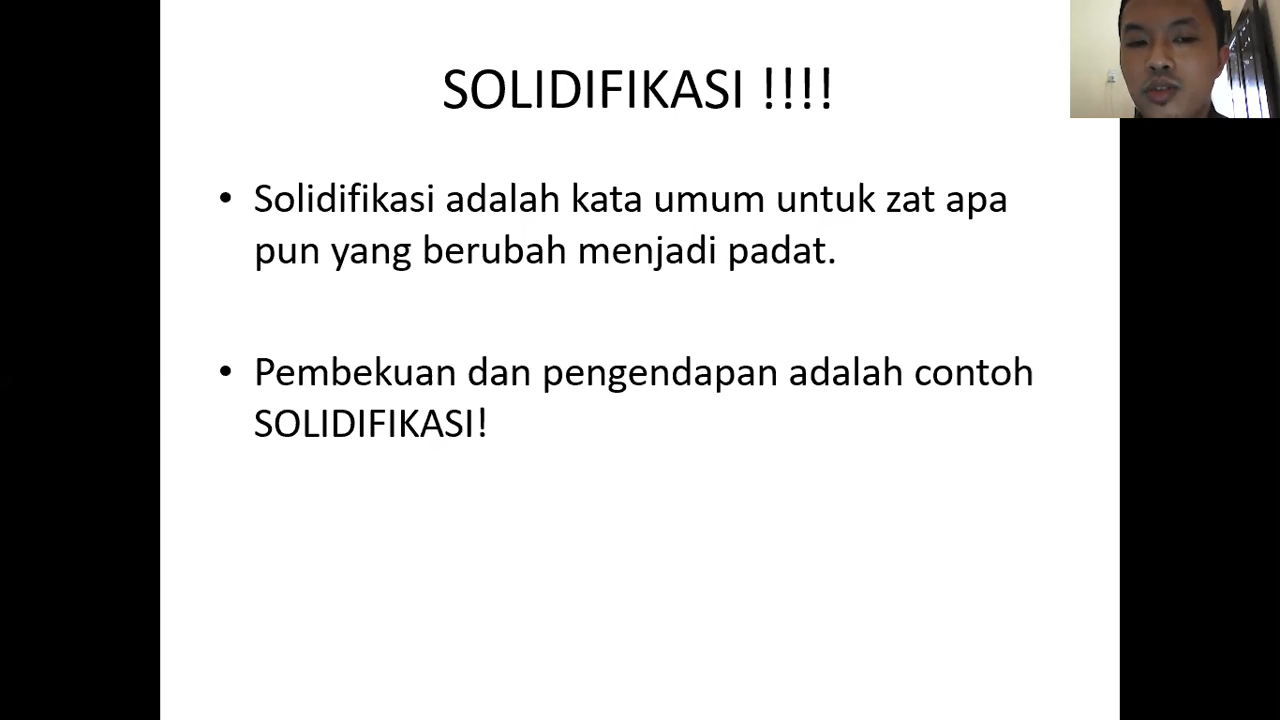 SOLIDIFIKASI !!!!
• Solidifikasi adalah kata umum untuk zat apa
pun yang berubah menjadi padat.
• Pembekuan dan pengendapan adalah contoh
SOLIDIFIKASI!